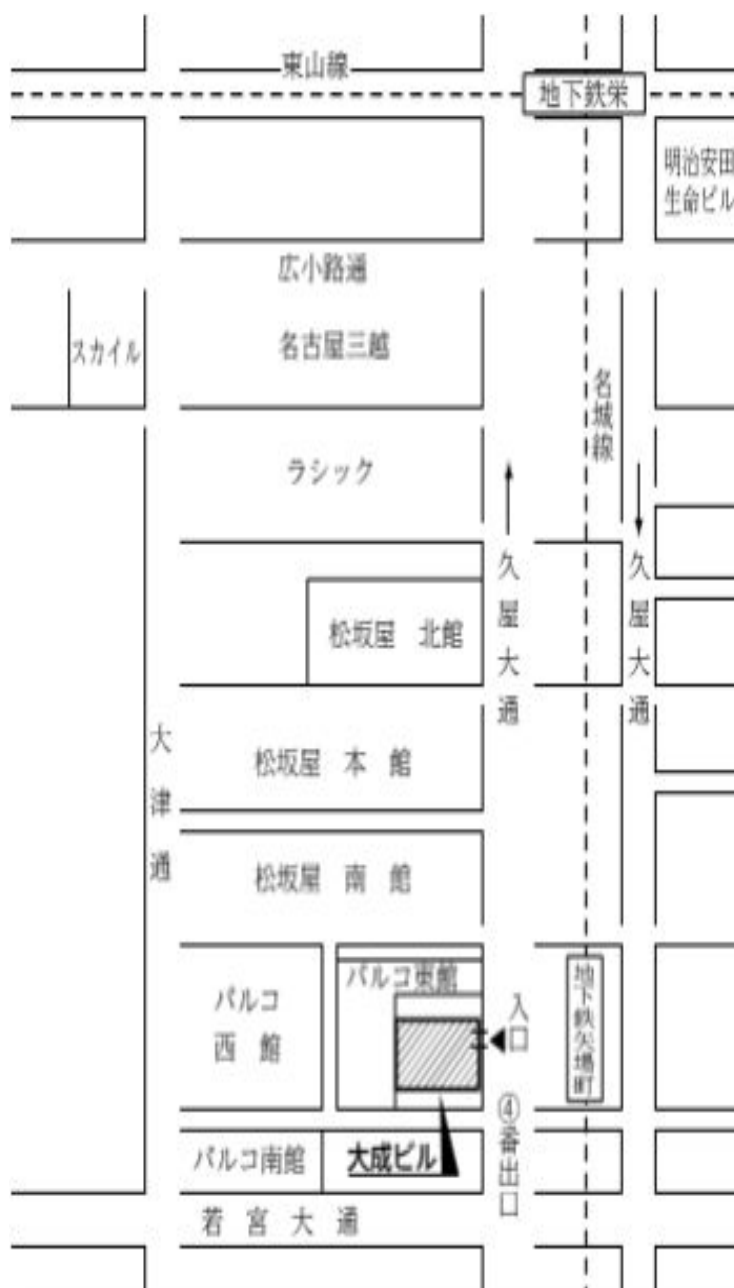 東山線
地下鉄栄
明治安田
生命ビル
広小路通
スカイル
名古屋三越
名城線
ラシック
久屋大通
久屋大通
松坂屋 北館
大津通
松坂屋 本館
松坂屋 南館
パルコ東館
パルコ
西館
入口
地下鉄矢場町
④番出口
パルコ南館
大成ビル
若宮大通